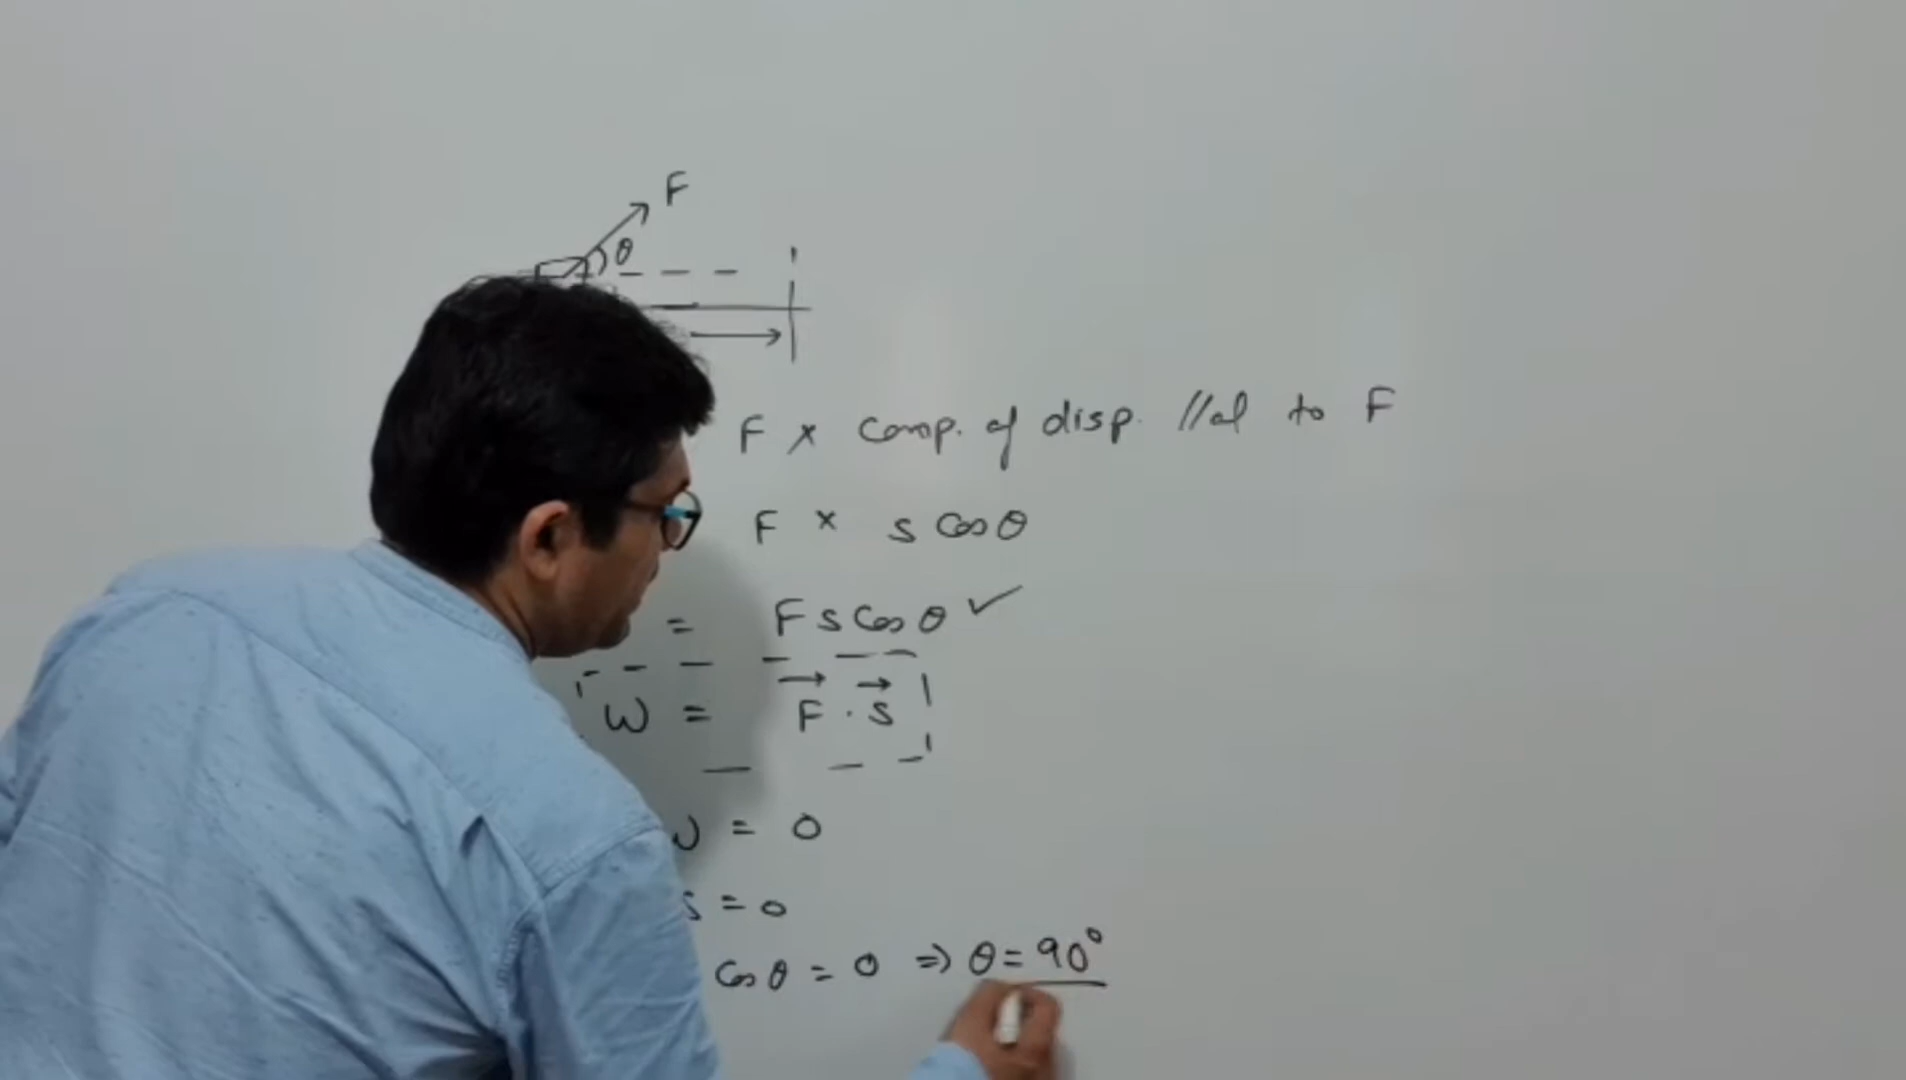 F
θ
F × comp. of disp. //al to F
F × s Cosθ
= F s Cosθ ✓
W = F⃗ . s⃗
W = 0
s = 0
Cosθ = 0 ⇒ θ = 90°